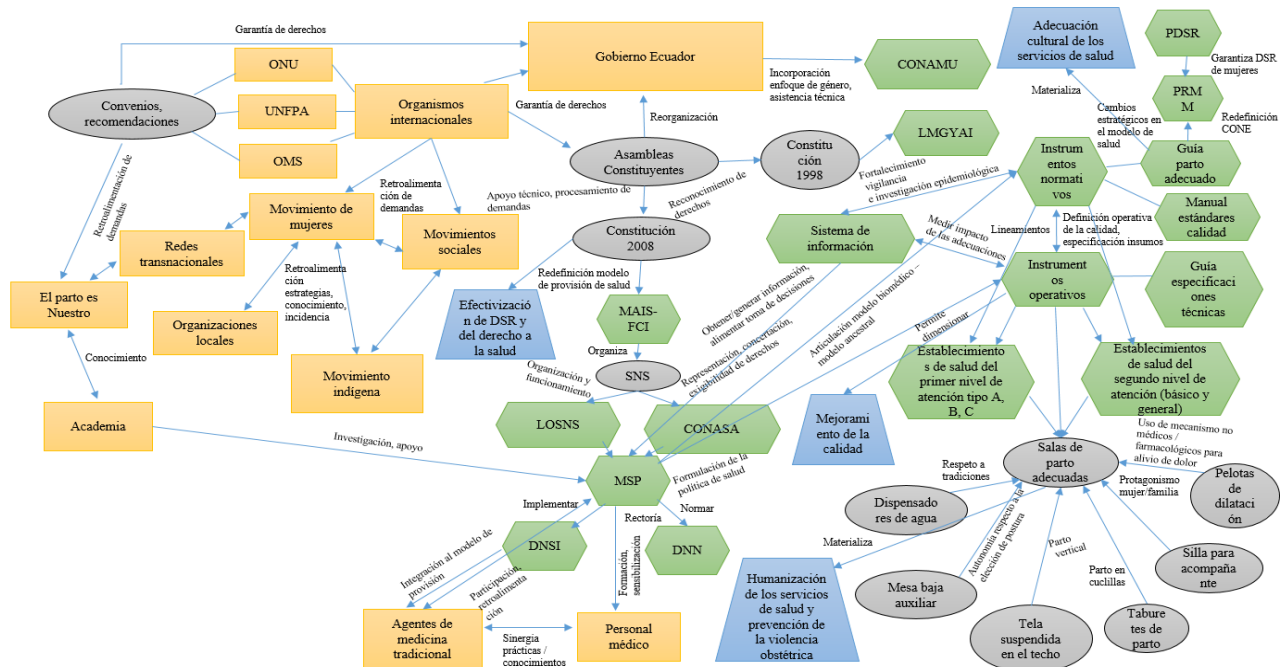 Garantía de derechos
ONU
UNFPA
OMS
Convenios,
recomendaciones
Organismos
internacionales
Gobierno Ecuador
Garantía de derechos
Reorganización
Incorporación
enfoque de género,
asistencia técnica
CONAMU
LMGYAI
Asambleas
Constituyentes
Constitu
ción
1998
Reconocimiento de
derechos
Constitución
2008
Apoyo técnico, procesamiento de
demandas
Retroalimentación de
demandas
Retroalimenta
ción de
demandas
Movimiento de
mujeres
Movimientos
sociales
Redes
transnacionales
El parto es
Nuestro
Organizaciones
locales
Retroalimenta
ción
estrategias,
conocimiento,
incidencia
Movimiento
indígena
Conocimiento
Academia
Investigación, apoyo
Efectivizació
n de DSR y
del derecho a
la salud
Redefinición modelo
de provisión de salud
MAIS-
FCI
Organiza
SNS
Organización y
funcionamiento
LOSNS
CONASA
MSP
Formulación de la
política de salud
Implementar
Rectoría
Normar
DNSI
DNN
Formación,
sensibilización
Integración al modelo de
provisión
Participación,
retroalimenta
ción
Agentes de
medicina
tradicional
Sinergia
prácticas /
conocimientos
Personal
médico
Adecuación
cultural de los
servicios de salud
Materializa
Cambios
estratégicos en
el modelo de
salud
PDSR
Garantiza DSR
de mujeres
PRM
M
Redefinición
CONE
Guía parto
adecuado
Instrum
entos
normati
vos
Manual
estándares
calidad
Fortalecimiento
vigilancia
e investigación epidemiológica
Sistema de
información
Medir impacto
de las adecuaciones
Lineamientos
Definición operativa
de la calidad,
especificación insumos
Instrument
os
operativos
Guía
especificac
iones
técnicas
Obtener/generar información,
alimentar toma de decisiones
Representación, concertación,
exigibilidad de derechos
Articulación modelo biomédico –
modelo ancestral
Permite
dimensionar
Mejoram
iento de la
calidad
Establecimiento
s de salud del
primer nivel de
atención tipo A,
B, C
Establecimientos
de salud del
segundo nivel de
atención (básico y
general)
Salas de
parto
adecuadas
Uso de mecanismo no
médicos /
farmacológicos para
alivio de dolor
Pelotas
de
dilataci
ón
Respeto a
tradiciones
Dispensado
res de agua
Protagonismo
mujer/familia
Silla para
acompaña
nte
Materializa
Autonomía respecto a la
elección de postura
Mesa baja
auxiliar
Parto
vertical
Tela
suspendida
en el techo
Parto en
cuclillas
Tabure
tes de
parto
Humanización
de los servicios
de salud y
prevención de
la violencia
obstétrica